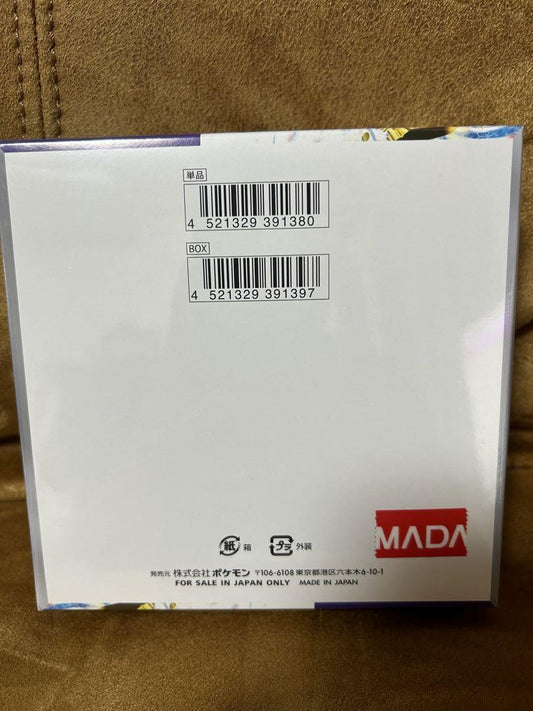 単品
4 521329 391380
BOX
4 521329 391397
MADA
紙 箱
プラ 外装
発売元 株式会社 ポケモン 〒106-6108 東京都港区六本木6-10-1
FOR SALE IN JAPAN ONLY MADE IN JAPAN